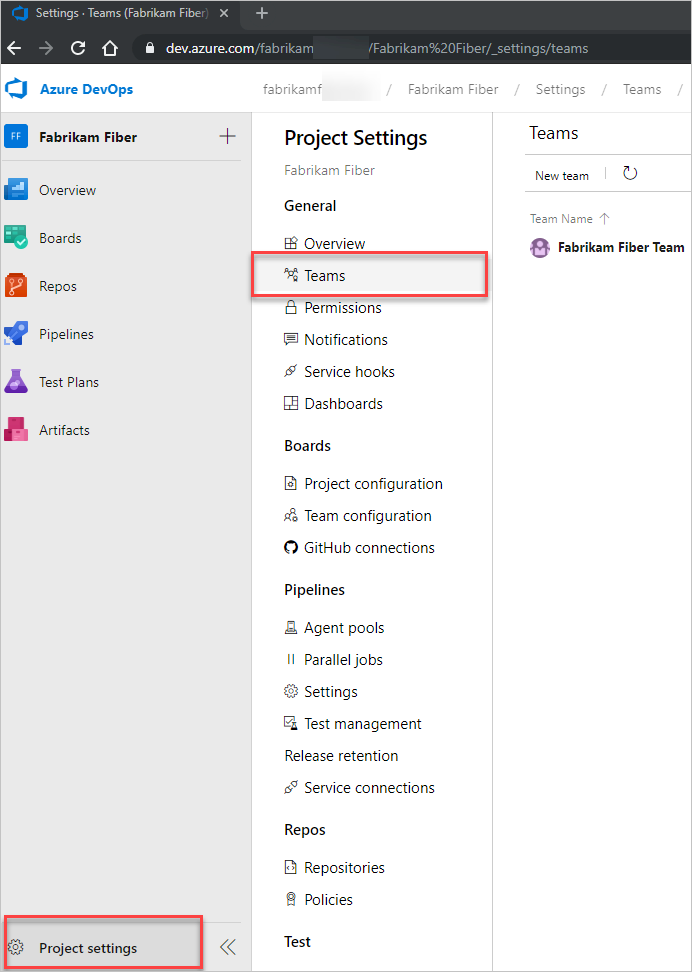 Settings · Teams (Fabrikam Fiber)
dev.azure.com/fabrikam /Fabrikam%20Fiber/_settings/teams
Azure DevOps
fabrikamf / Fabrikam Fiber / Settings / Teams /
FF Fabrikam Fiber
Overview
Boards
Repos
Pipelines
Test Plans
Artifacts
Project settings
Project Settings
Fabrikam Fiber
General
Overview
Teams
Permissions
Notifications
Service hooks
Dashboards
Boards
Project configuration
Team configuration
GitHub connections
Pipelines
Agent pools
Parallel jobs
Settings
Test management
Release retention
Service connections
Repos
Repositories
Policies
Test
Teams
New team
Team Name
Fabrikam Fiber Team